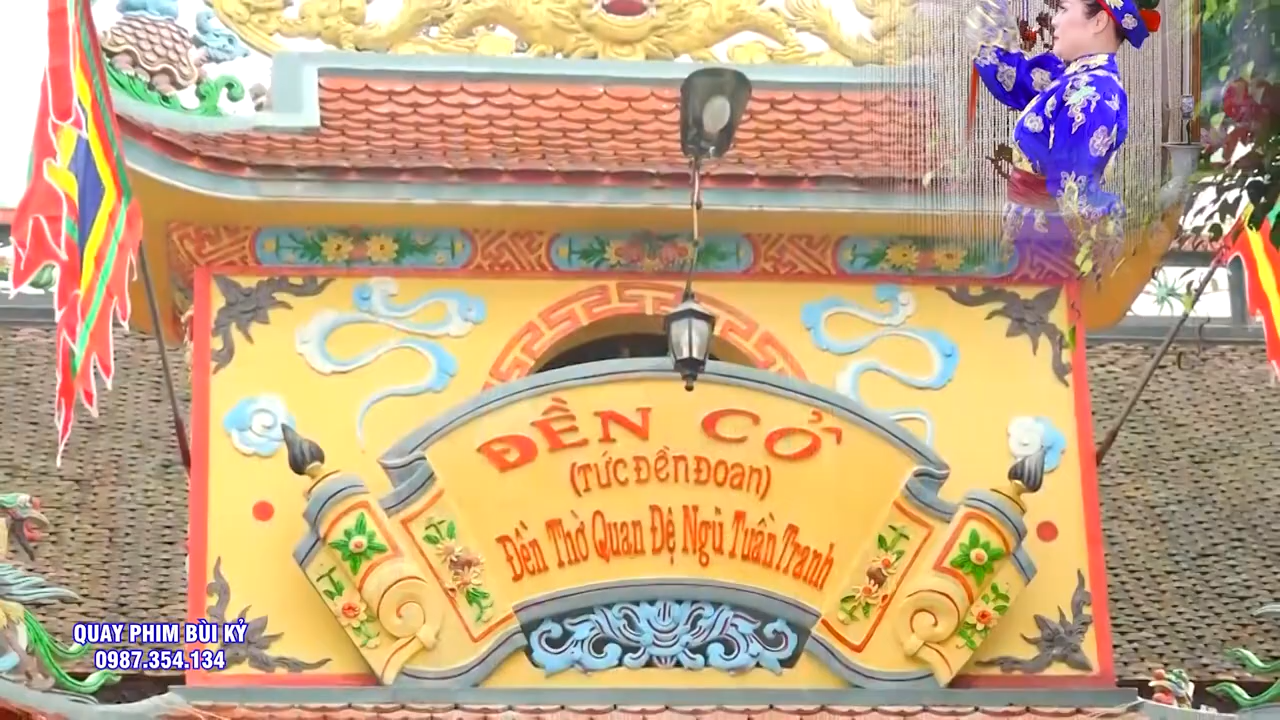 ĐỀN CỔ
(TỨC ĐỀN ĐOAN)
Đền Thờ Quan Đệ Ngũ Tuần Tranh
QUAY PHIM BÙI KỶ
0987.354.134